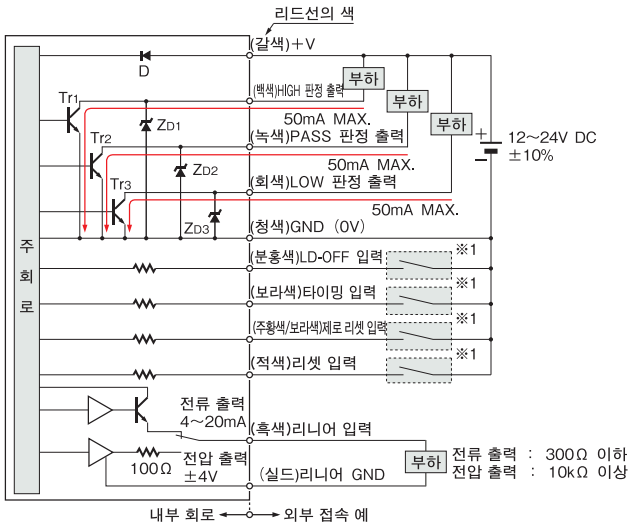 리드선의 색
(갈색)+V
D
부하
Tr1
(백색)HIGH 판정 출력
부하
50mA MAX.
ZD1
부하
Tr2
(녹색)PASS 판정 출력
+
12~24V DC
±10%
−
50mA MAX.
ZD2
Tr3
(회색)LOW 판정 출력
50mA MAX.
ZD3
(청색)GND (0V)
주 회 로
(분홍색)LD-OFF 입력
※1
(보라색)타이밍 입력
※1
(주황색/보라색)제로 리셋 입력
※1
(적색)리셋 입력
※1
전류 출력
4~20mA
(흑색)리니어 입력
100Ω
전압 출력
±4V
(실드)리니어 GND
부하
전류 출력 : 300Ω 이하
전압 출력 : 10kΩ 이상
내부 회로
외부 접속 예